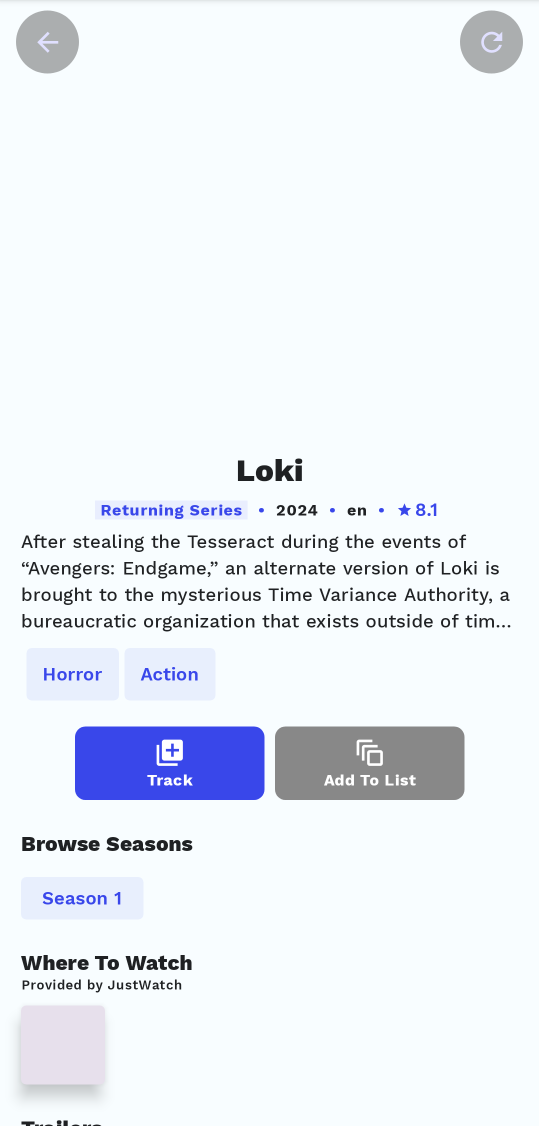 Loki
Returning Series • 2024 • en • 8.1
After stealing the Tesseract during the events of
“Avengers: Endgame,” an alternate version of Loki is
brought to the mysterious Time Variance Authority, a
bureaucratic organization that exists outside of tim...
Horror Action
Track Add To List
Browse Seasons
Season 1
Where To Watch
Provided by JustWatch
Trailers